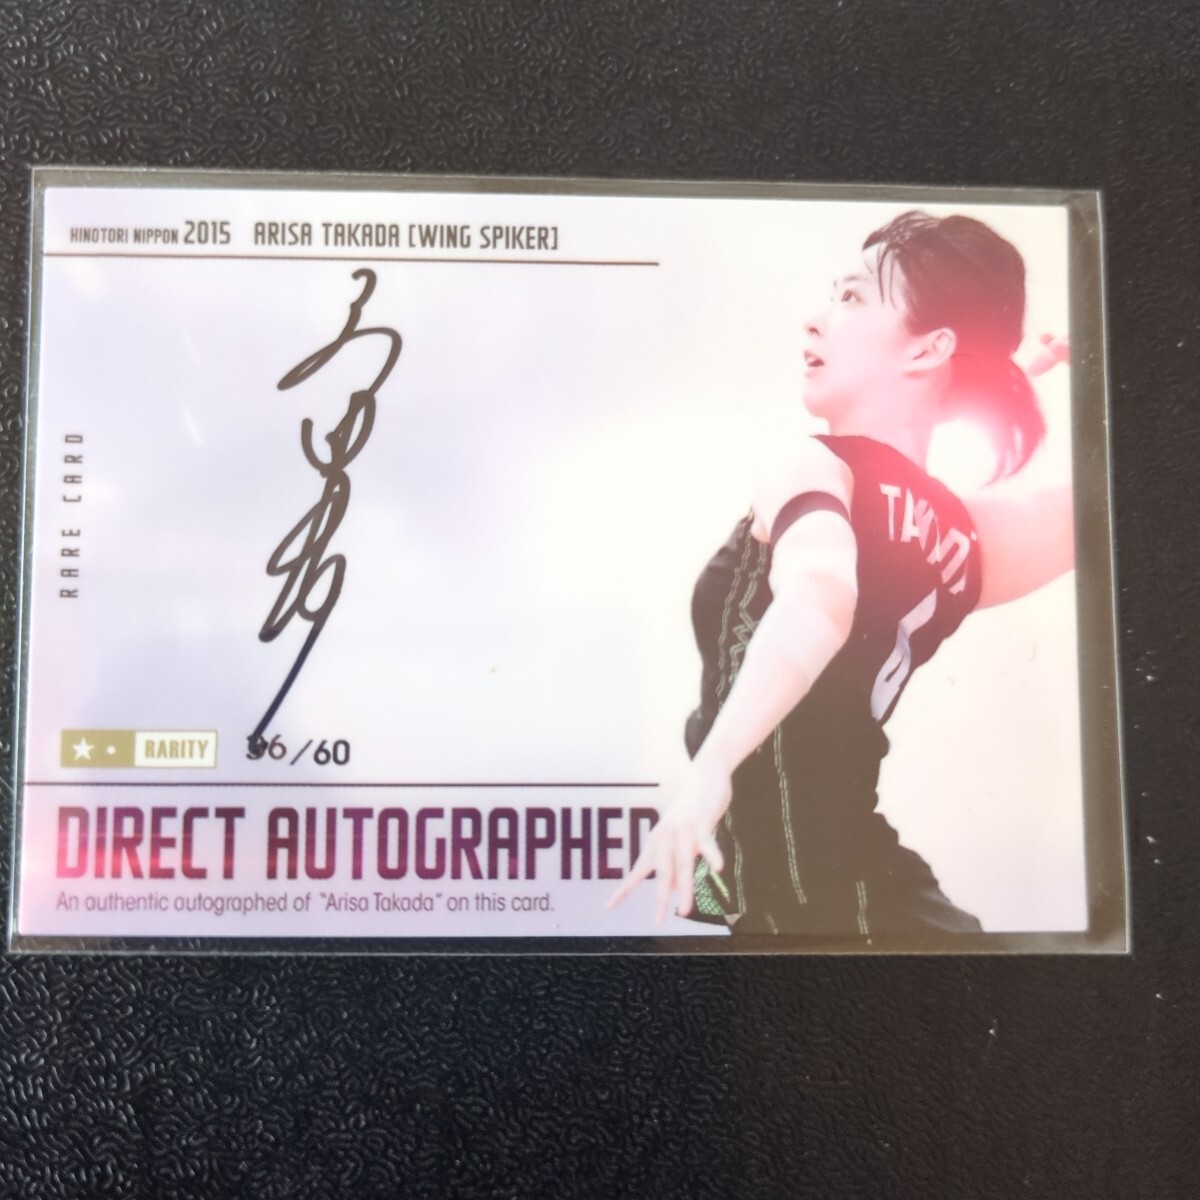 HINOTORI NIPPON 2015 ARISA TAKADA [WING SPIKER]
RARE CARD
RARITY
/60
DIRECT AUTOGRAPHED
An authentic autographed of "Arisa Takada" on this card.